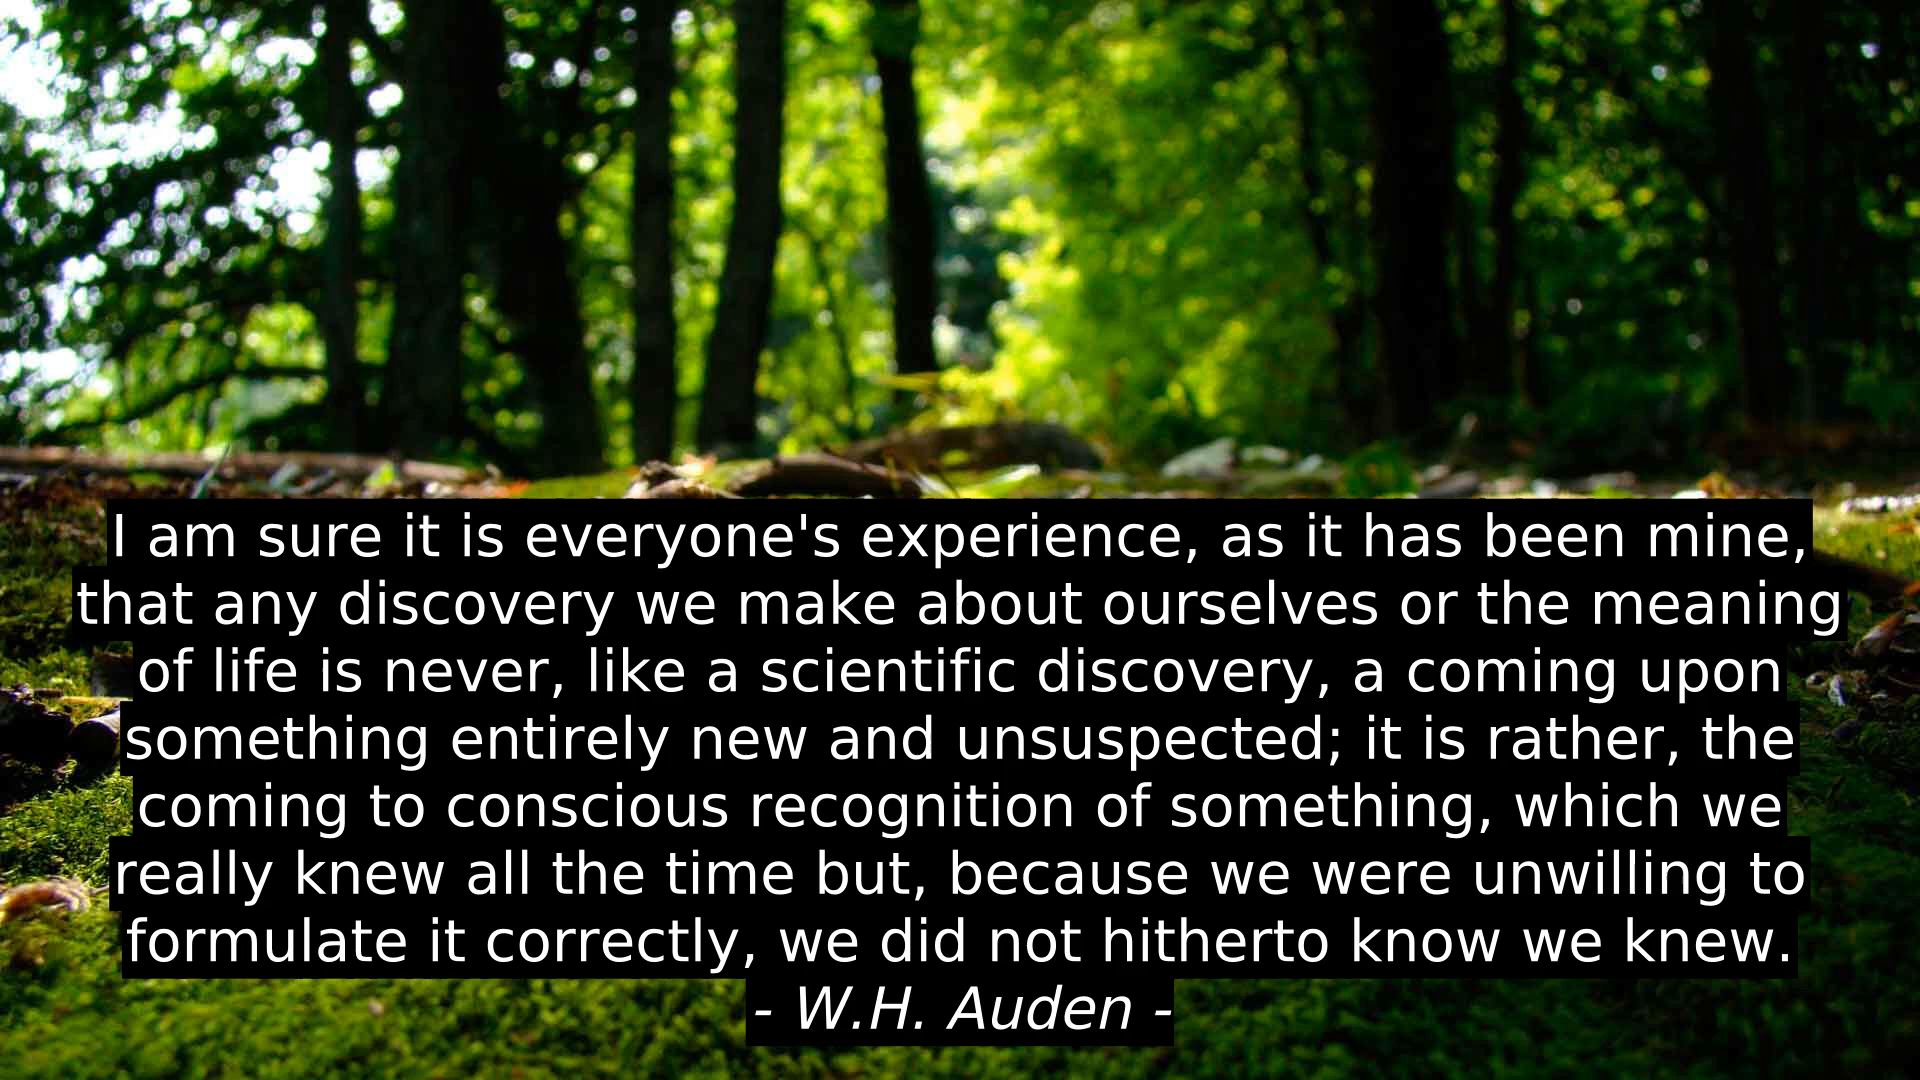 I am sure it is everyone's experience, as it has been mine,
that any discovery we make about ourselves or the meaning
of life is never, like a scientific discovery, a coming upon
something entirely new and unsuspected; it is rather, the
coming to conscious recognition of something, which we
really knew all the time but, because we were unwilling to
formulate it correctly, we did not hitherto know we knew.
- W.H. Auden -